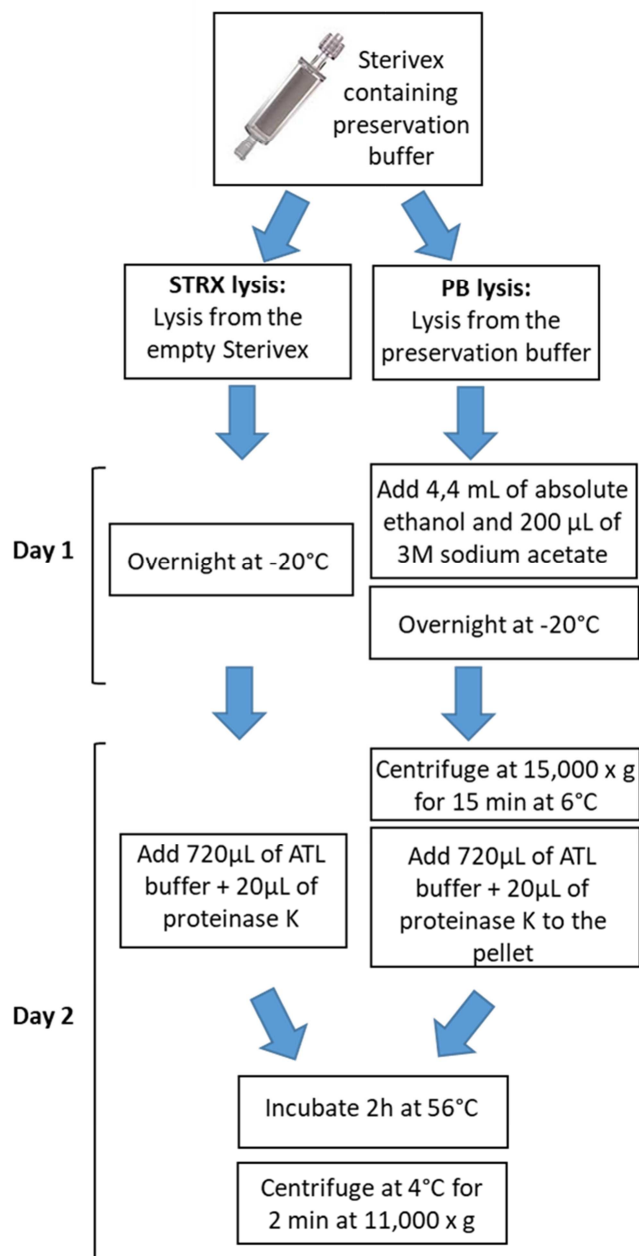 Sterivex
containing
preservation
buffer
STRX lysis:
Lysis from the
empty Sterivex
PB lysis:
Lysis from the
preservation buffer
Day 1
Overnight at -20°C
Add 4,4 mL of absolute
ethanol and 200 µL of
3M sodium acetate
Overnight at -20°C
Day 2
Add 720µL of ATL
buffer + 20µL of
proteinase K
Centrifuge at 15,000 x g
for 15 min at 6°C
Add 720µL of ATL
buffer + 20µL of
proteinase K to the
pellet
Incubate 2h at 56°C
Centrifuge at 4°C for
2 min at 11,000 x g